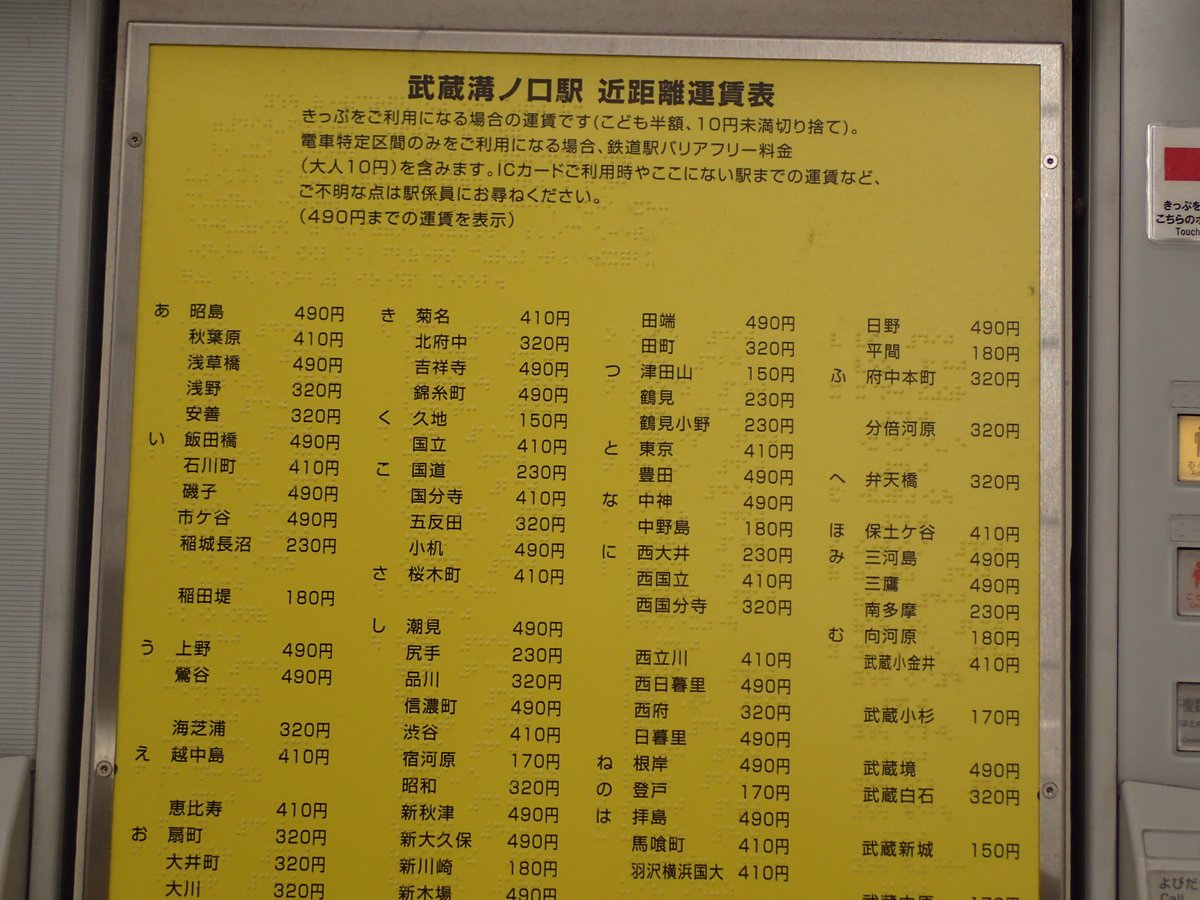 武蔵溝ノ口駅 近距離運賃表
きっぷをご利用になる場合の運賃です(こども半額、10円未満切り捨て)。
電車特定区間のみをご利用になる場合、鉄道駅バリアフリー料金
(大人10円)を含みます。ICカードご利用時やここにない駅までの運賃など、
ご不明な点は駅係員にお尋ねください。
(490円までの運賃を表示)
あ 昭島 490円
秋葉原 410円
浅草橋 490円
浅野 320円
安善 320円
い 飯田橋 490円
石川町 410円
磯子 490円
市ケ谷 490円
稲城長沼 230円
稲田堤 180円
う 上野 490円
鶯谷 490円
海芝浦 320円
え 越中島 410円
恵比寿 410円
お 扇町 320円
大井町 320円
大川 320円
き 菊名 410円
北府中 320円
吉祥寺 490円
錦糸町 490円
く 久地 150円
国立 410円
こ 国道 230円
国分寺 410円
五反田 320円
小机 490円
さ 桜木町 410円
し 潮見 490円
尻手 230円
品川 320円
信濃町 490円
渋谷 410円
宿河原 170円
昭和 320円
新秋津 490円
新大久保 490円
新川崎 180円
新木場 490円
田端 490円
田町 320円
つ 津田山 150円
鶴見 230円
鶴見小野 230円
と 東京 410円
豊田 490円
な 中神 490円
中野島 180円
に 西大井 230円
西国立 410円
西国分寺 320円
西立川 410円
西日暮里 490円
西府 320円
日暮里 490円
ね 根岸 490円
の 登戸 170円
は 拝島 490円
馬喰町 410円
羽沢横浜国大 410円
日野 490円
平間 180円
ふ 府中本町 320円
分倍河原 320円
へ 弁天橋 320円
ほ 保土ケ谷 410円
み 三河島 490円
三鷹 490円
南多摩 230円
む 向河原 180円
武蔵小金井 410円
武蔵小杉 170円
武蔵境 490円
武蔵白石 320円
武蔵新城 150円
きっぷを
こちらの
Touch
よびだ
Call